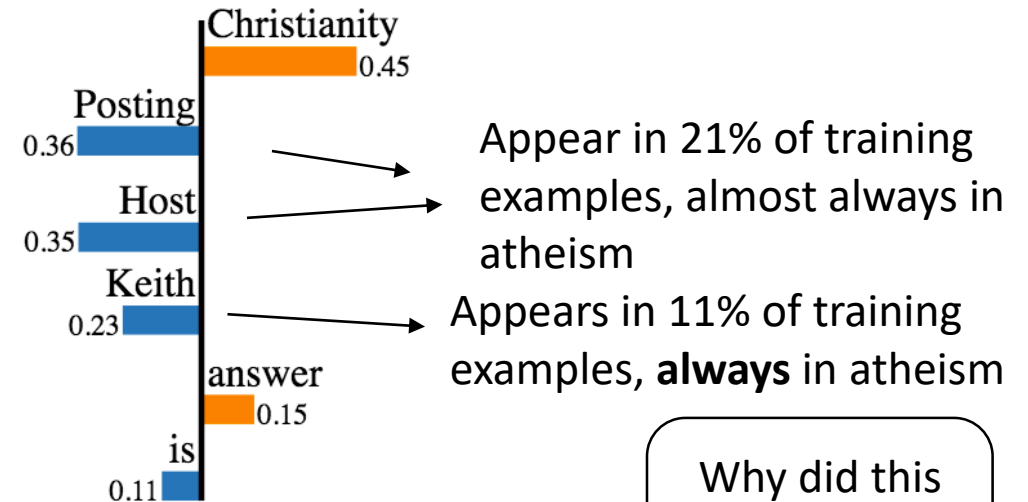 Christianity
0.45
Posting
0.36
Host
0.35
Keith
0.23
answer
0.15
is
0.11
Appear in 21% of training
examples, almost always in
atheism
Appears in 11% of training
examples, always in atheism
Why did this